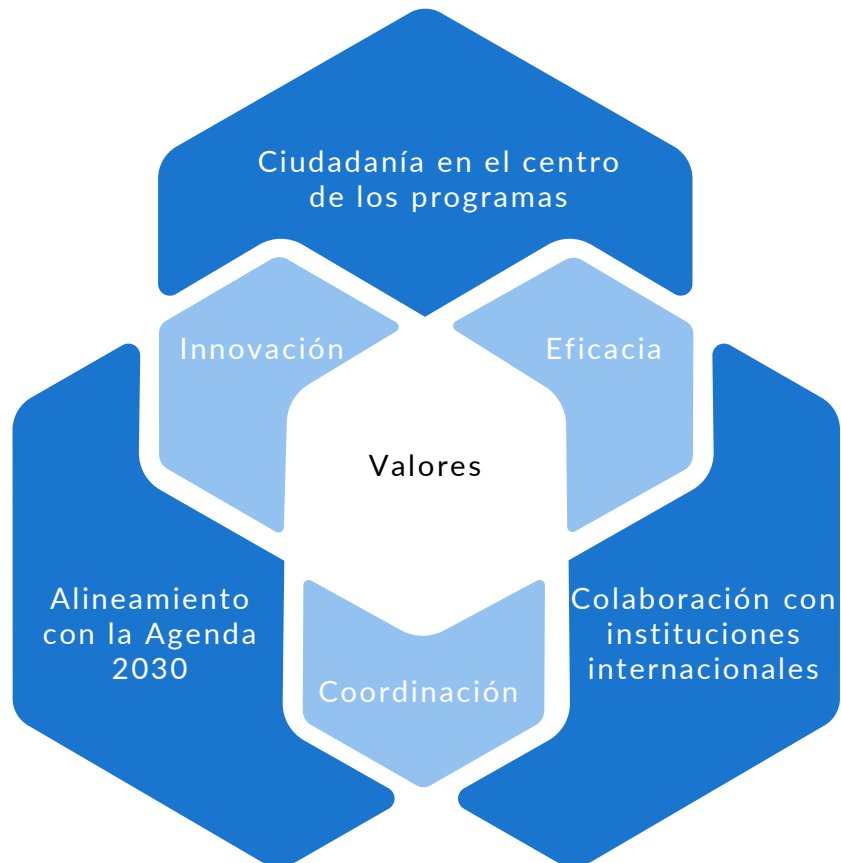 Ciudadanía en el centro
de los programas
Innovación
Eficacia
Valores
Alineamiento
con la Agenda
2030
Colaboración con
instituciones
internacionales
Coordinación